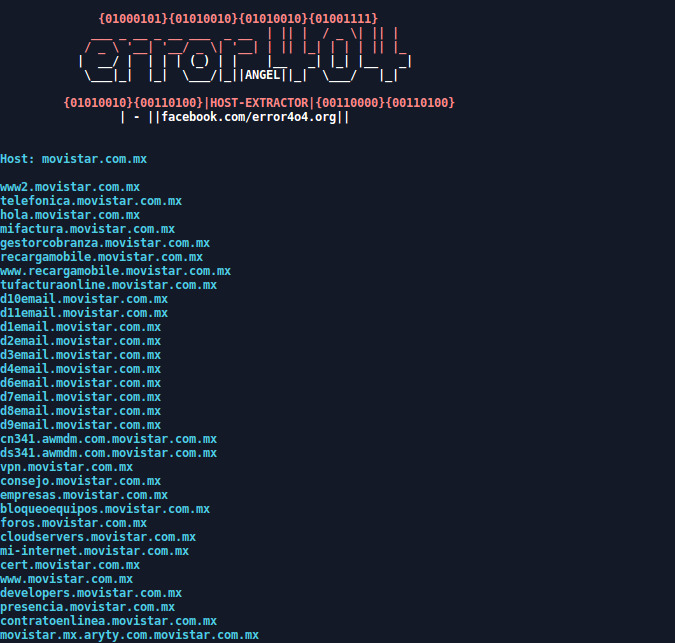 {01000101}{01010010}{01010010}{01001111}
error 404
||ANGEL||
{01010010}{00110100}|HOST-EXTRACTOR|{00110000}{00110100}
| - ||facebook.com/error4o4.org||
Host: movistar.com.mx
www2.movistar.com.mx
telefonica.movistar.com.mx
hola.movistar.com.mx
mifactura.movistar.com.mx
gestorcobranza.movistar.com.mx
recargamobile.movistar.com.mx
www.recargamobile.movistar.com.mx
tufacturaonline.movistar.com.mx
d10email.movistar.com.mx
d11email.movistar.com.mx
d1email.movistar.com.mx
d2email.movistar.com.mx
d3email.movistar.com.mx
d4email.movistar.com.mx
d6email.movistar.com.mx
d7email.movistar.com.mx
d8email.movistar.com.mx
d9email.movistar.com.mx
cn341.awmdm.com.movistar.com.mx
ds341.awmdm.com.movistar.com.mx
vpn.movistar.com.mx
consejo.movistar.com.mx
empresas.movistar.com.mx
bloqueoequipos.movistar.com.mx
foros.movistar.com.mx
cloudservers.movistar.com.mx
mi-internet.movistar.com.mx
cert.movistar.com.mx
www.movistar.com.mx
developers.movistar.com.mx
presencia.movistar.com.mx
contratoenlinea.movistar.com.mx
movistar.mx.aryty.com.movistar.com.mx